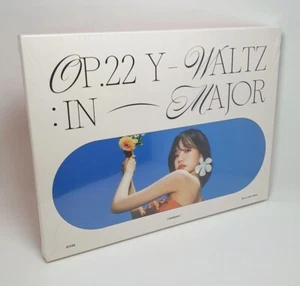 OP.22 Y-WALTZ
:IN — MAJOR